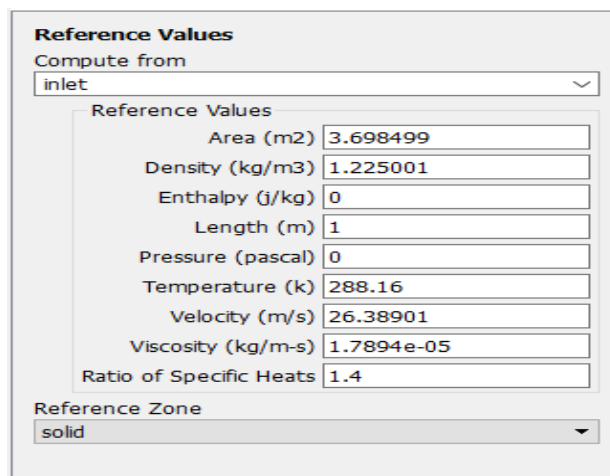 Reference Values
Compute from
inlet
Reference Values
Area (m2) 3.698499
Density (kg/m3) 1.225001
Enthalpy (j/kg) 0
Length (m) 1
Pressure (pascal) 0
Temperature (k) 288.16
Velocity (m/s) 26.38901
Viscosity (kg/m-s) 1.7894e-05
Ratio of Specific Heats 1.4
Reference Zone
solid